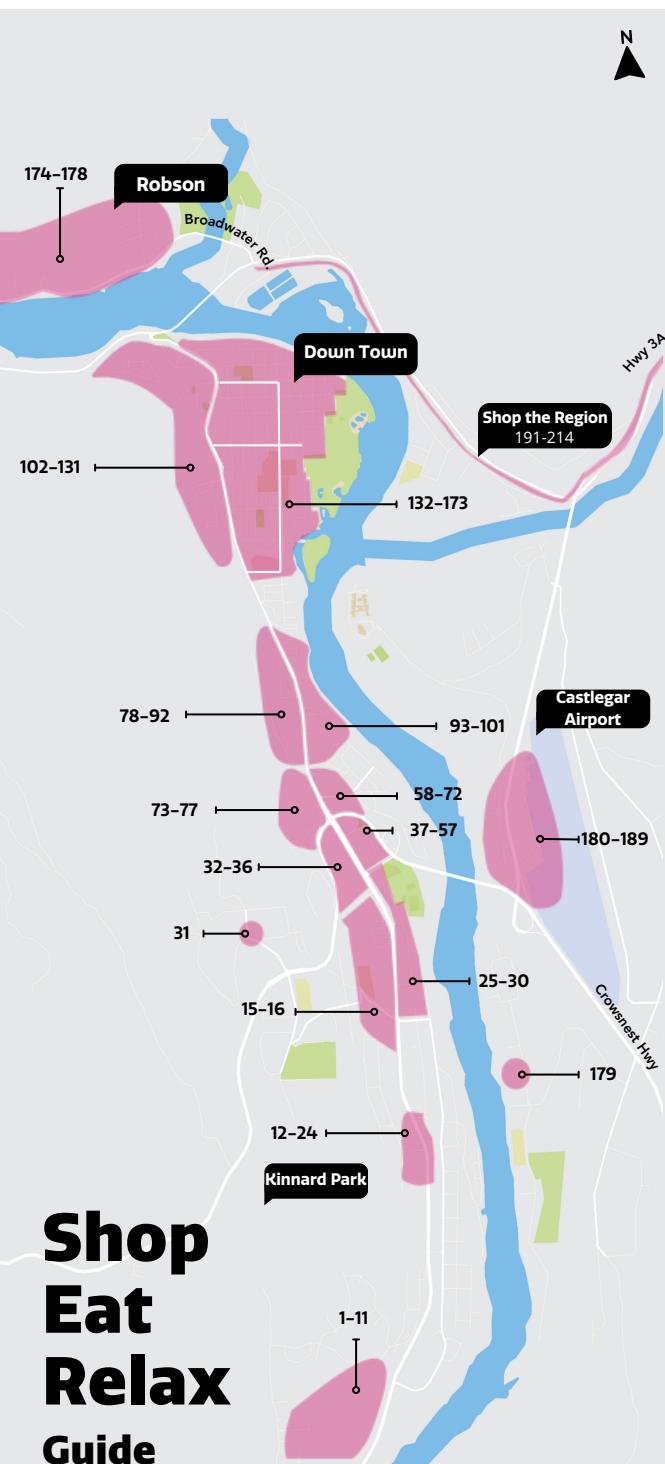 N
174–178
Robson
Broadwater Rd.
Down Town
Hwy 3A
Shop the Region
191-214
102–131
132–173
Castlegar
Airport
78–92
93–101
58–72
73–77
37–57
180–189
32–36
31
25–30
15–16
Crowsnest Hwy
179
12–24
Kinnard Park
Shop
Eat
Relax
Guide
1–11